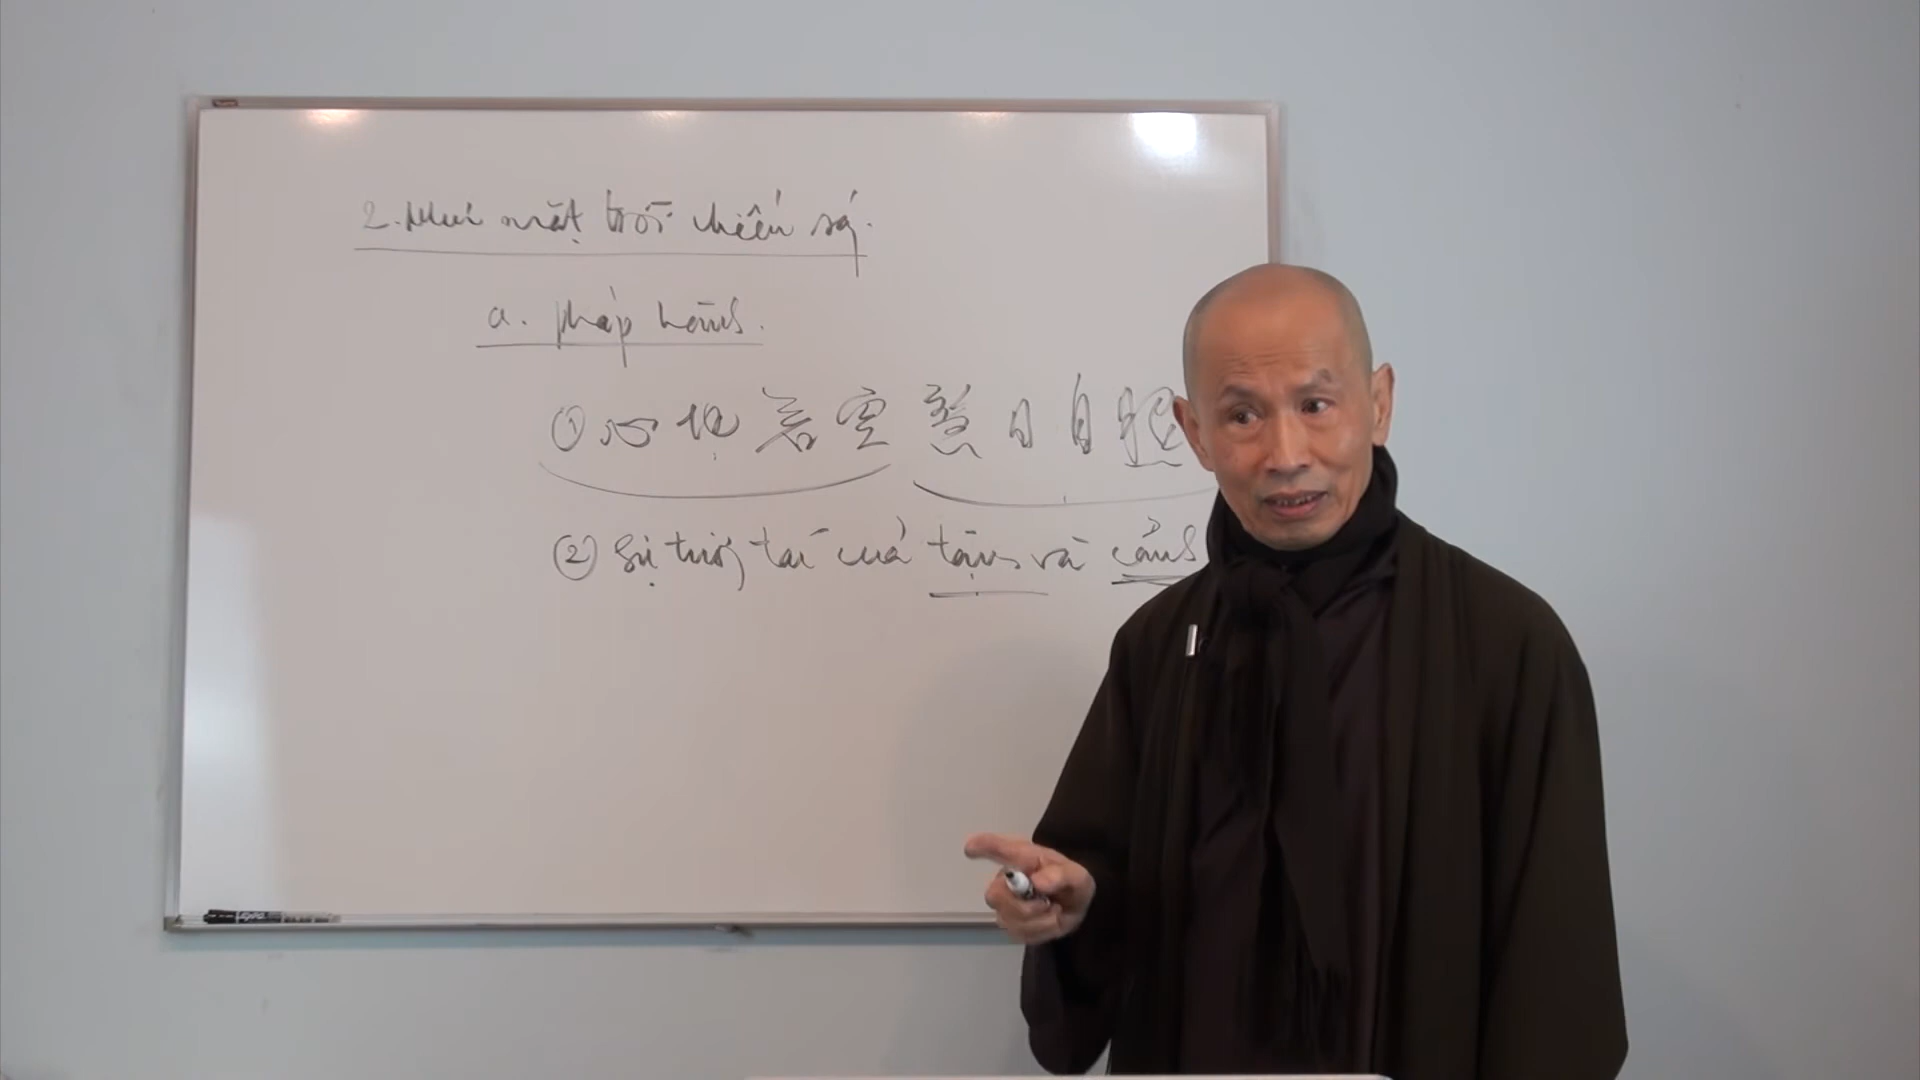 2. Như mặt trời chiếu sáng.
a. Pháp hành.
① 心地若空慧日自照
② Sự tương tác của tâm và cảnh